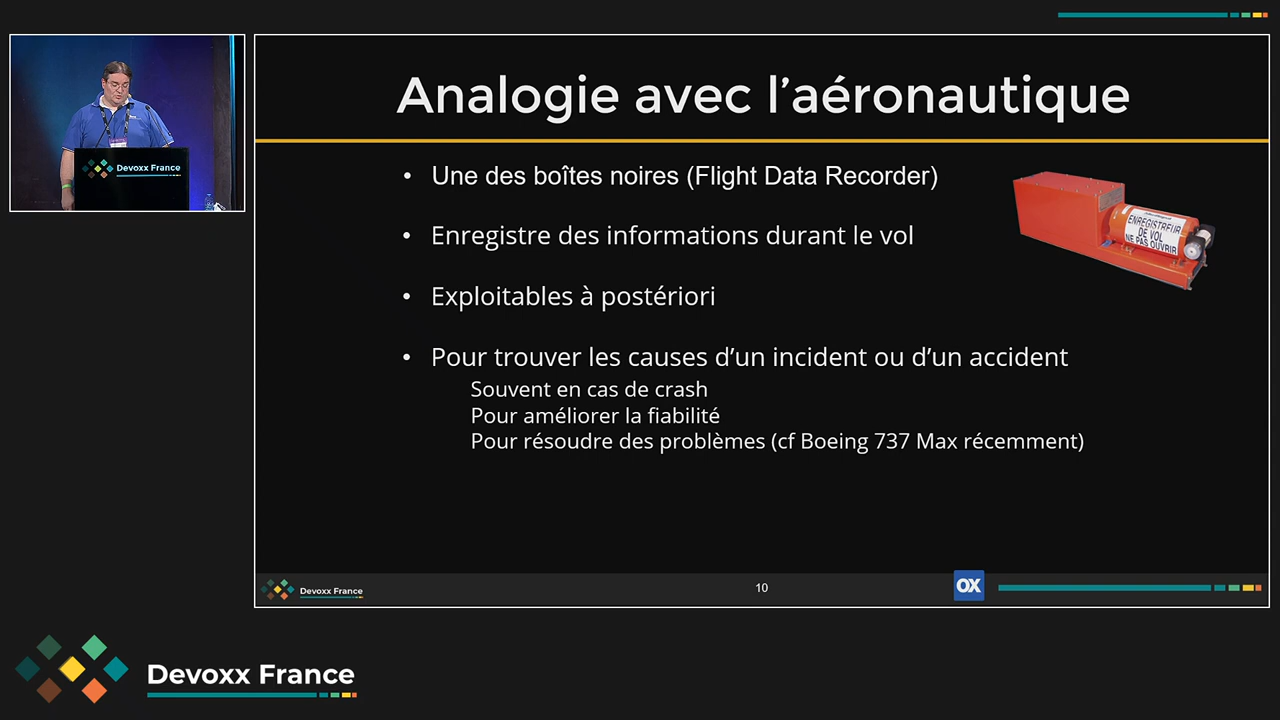 Analogie avec l'aéronautique
Devoxx France
• Une des boîtes noires (Flight Data Recorder)
• Enregistre des informations durant le vol
• Exploitables à postériori
• Pour trouver les causes d'un incident ou d'un accident
Souvent en cas de crash
Pour améliorer la fiabilité
Pour résoudre des problèmes (cf Boeing 737 Max récemment)
ENREGISTREUR
DE VOL
NE PAS OUVRIR
Devoxx France
10
OX
Devoxx France